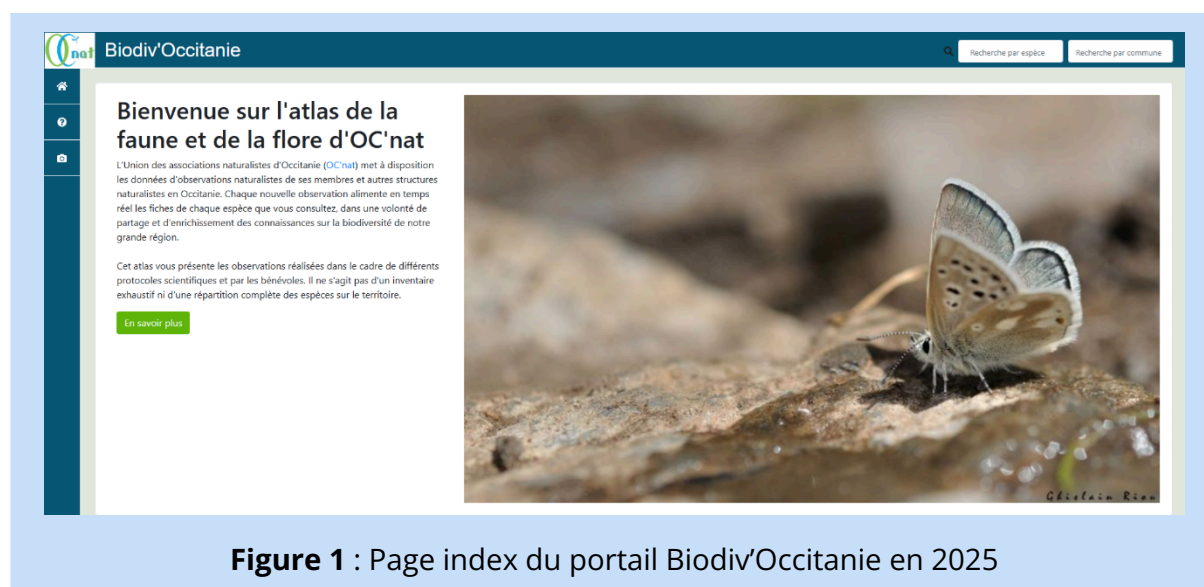 OCnat Biodiv'Occitanie Recherche par espèce Recherche par commune
Bienvenue sur l'atlas de la
faune et de la flore d'OC'nat
L'Union des associations naturalistes d'Occitanie (OC'nat) met à disposition
les données d'observations naturalistes de ses membres et autres structures
naturalistes en Occitanie. Chaque nouvelle observation alimente en temps
réel les fiches de chaque espèce que vous consultez, dans une volonté de
partage et d'enrichissement des connaissances sur la biodiversité de notre
grande région.
Cet atlas vous présente les observations réalisées dans le cadre de différents
protocoles scientifiques et par les bénévoles. Il ne s'agit pas d'un inventaire
exhaustif ni d'une répartition complète des espèces sur le territoire.
En savoir plus
Ghislain Riou
Figure 1 : Page index du portail Biodiv’Occitanie en 2025